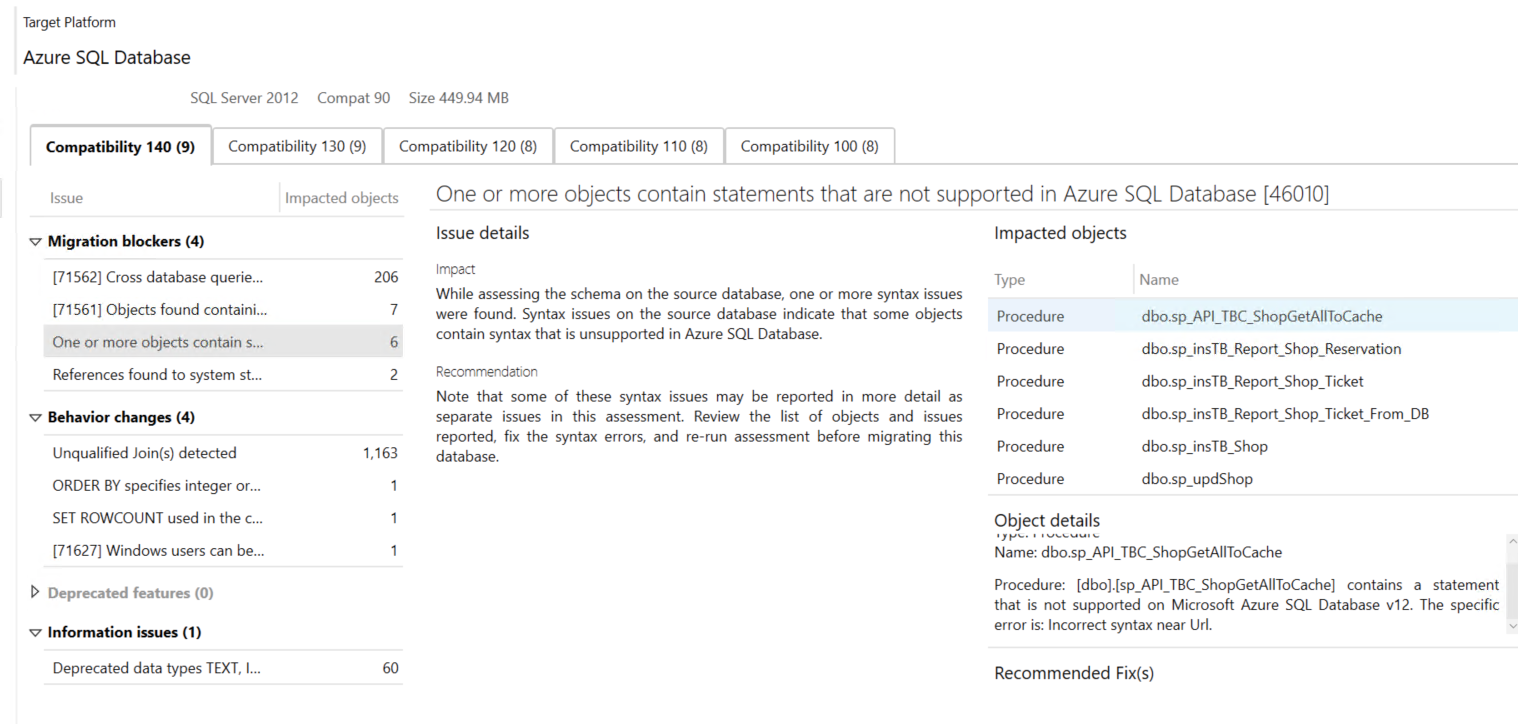 Target Platform
Azure SQL Database
SQL Server 2012 Compat 90 Size 449.94 MB
Compatibility 140 (9) Compatibility 130 (9) Compatibility 120 (8) Compatibility 110 (8) Compatibility 100 (8)
Issue Impacted objects
Migration blockers (4)
[71562] Cross database querie... 206
[71561] Objects found containi... 7
One or more objects contain s... 6
References found to system st... 2
Behavior changes (4)
Unqualified Join(s) detected 1,163
ORDER BY specifies integer or... 1
SET ROWCOUNT used in the c... 1
[71627] Windows users can be... 1
Deprecated features (0)
Information issues (1)
Deprecated data types TEXT, I... 60
One or more objects contain statements that are not supported in Azure SQL Database [46010]
Issue details
Impact
While assessing the schema on the source database, one or more syntax issues
were found. Syntax issues on the source database indicate that some objects
contain syntax that is unsupported in Azure SQL Database.
Recommendation
Note that some of these syntax issues may be reported in more detail as
separate issues in this assessment. Review the list of objects and issues
reported, fix the syntax errors, and re-run assessment before migrating this
database.
Impacted objects
Type Name
Procedure dbo.sp_API_TBC_ShopGetAllToCache
Procedure dbo.sp_insTB_Report_Shop_Reservation
Procedure dbo.sp_insTB_Report_Shop_Ticket
Procedure dbo.sp_insTB_Report_Shop_Ticket_From_DB
Procedure dbo.sp_insTB_Shop
Procedure dbo.sp_updShop
Object details
Type: Procedure
Name: dbo.sp_API_TBC_ShopGetAllToCache
Procedure: [dbo].[sp_API_TBC_ShopGetAllToCache] contains a statement
that is not supported on Microsoft Azure SQL Database v12. The specific
error is: Incorrect syntax near Url.
Recommended Fix(s)